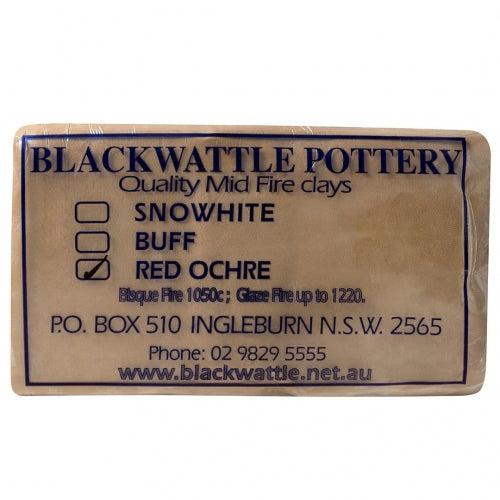 BLACKWATTLE POTTERY
Quality Mid Fire clays
SNOWHITE
BUFF
RED OCHRE
Bisque Fire 1050c; Glaze Fire up to 1220.
P.O. BOX 510 INGLEBURN N.S.W. 2565
Phone: 02 9829 5555
www.blackwattle.net.au